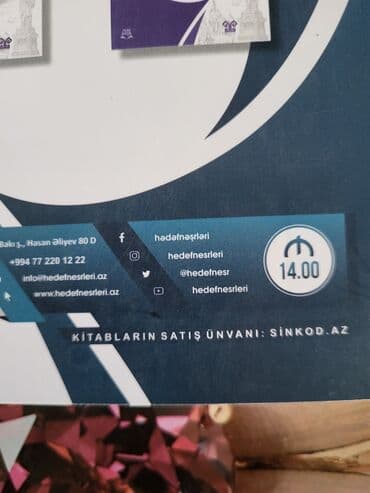 Bakı ş., Hasan Əliyev 80 D
+994 77 220 12 22
info@hedefnesrleri.az
www.hedefnesrleri.az
hədəfnəşrləri
hedefnesrleri
@hedefnesr
hedefnesrleri
₼
14.00
KİTABLARIN SATIŞ ÜNVANI: SİNKOD.AZ